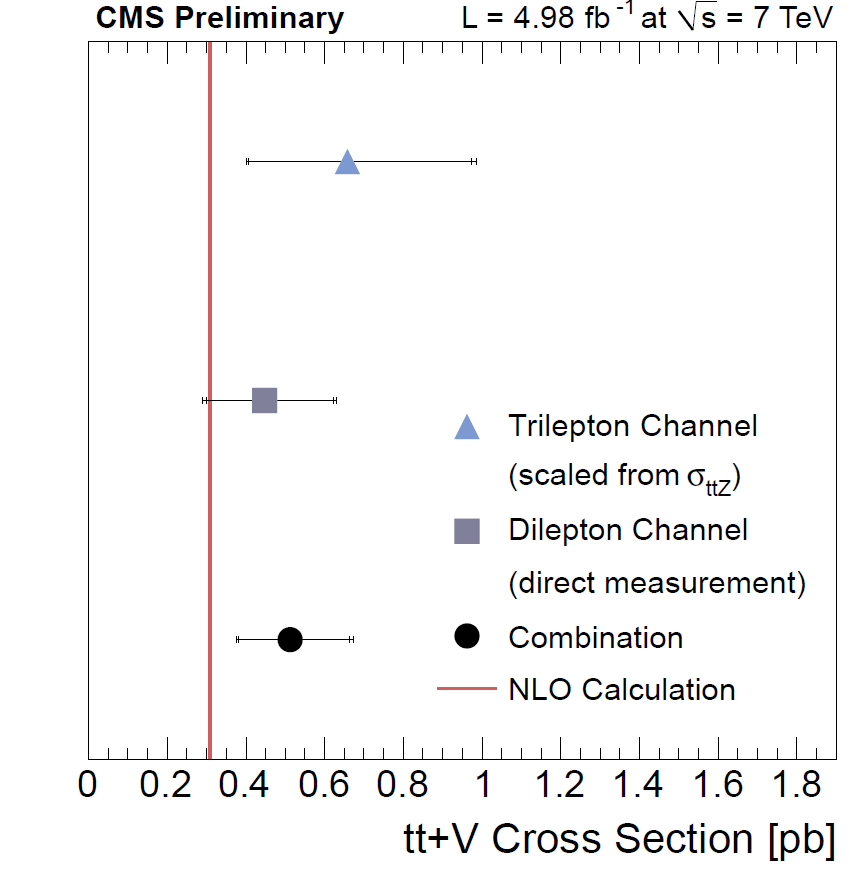 CMS Preliminary L = 4.98 fb⁻¹ at √s = 7 TeV
Trilepton Channel
(scaled from σttZ)
Dilepton Channel
(direct measurement)
Combination
NLO Calculation
0 0.2 0.4 0.6 0.8 1 1.2 1.4 1.6 1.8
tt+V Cross Section [pb]